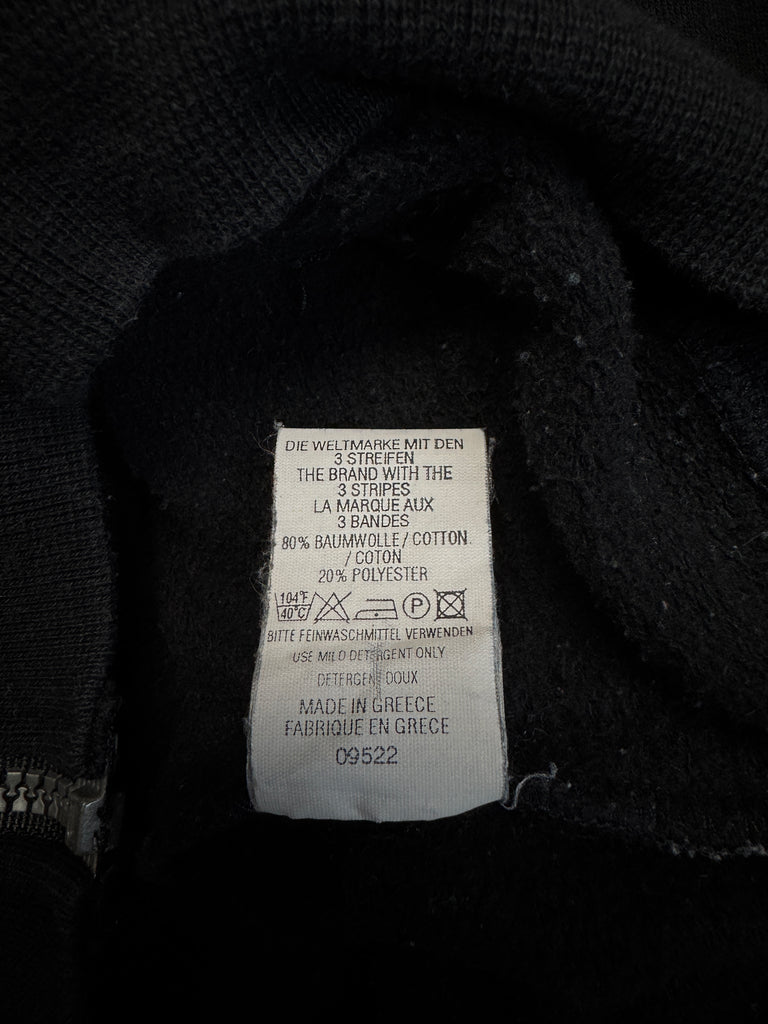 DIE WELTMARKE MIT DEN
3 STREIFEN
THE BRAND WITH THE
3 STRIPES
LA MARQUE AUX
3 BANDES
80% BAUMWOLLE / COTTON
/ COTON
20% POLYESTER
104°F
40°C P
BITTE FEINWASCHMITTEL VERWENDEN
USE MILD DETERGENT ONLY
DETERGENT DOUX
MADE IN GREECE
FABRIQUE EN GRECE
09522